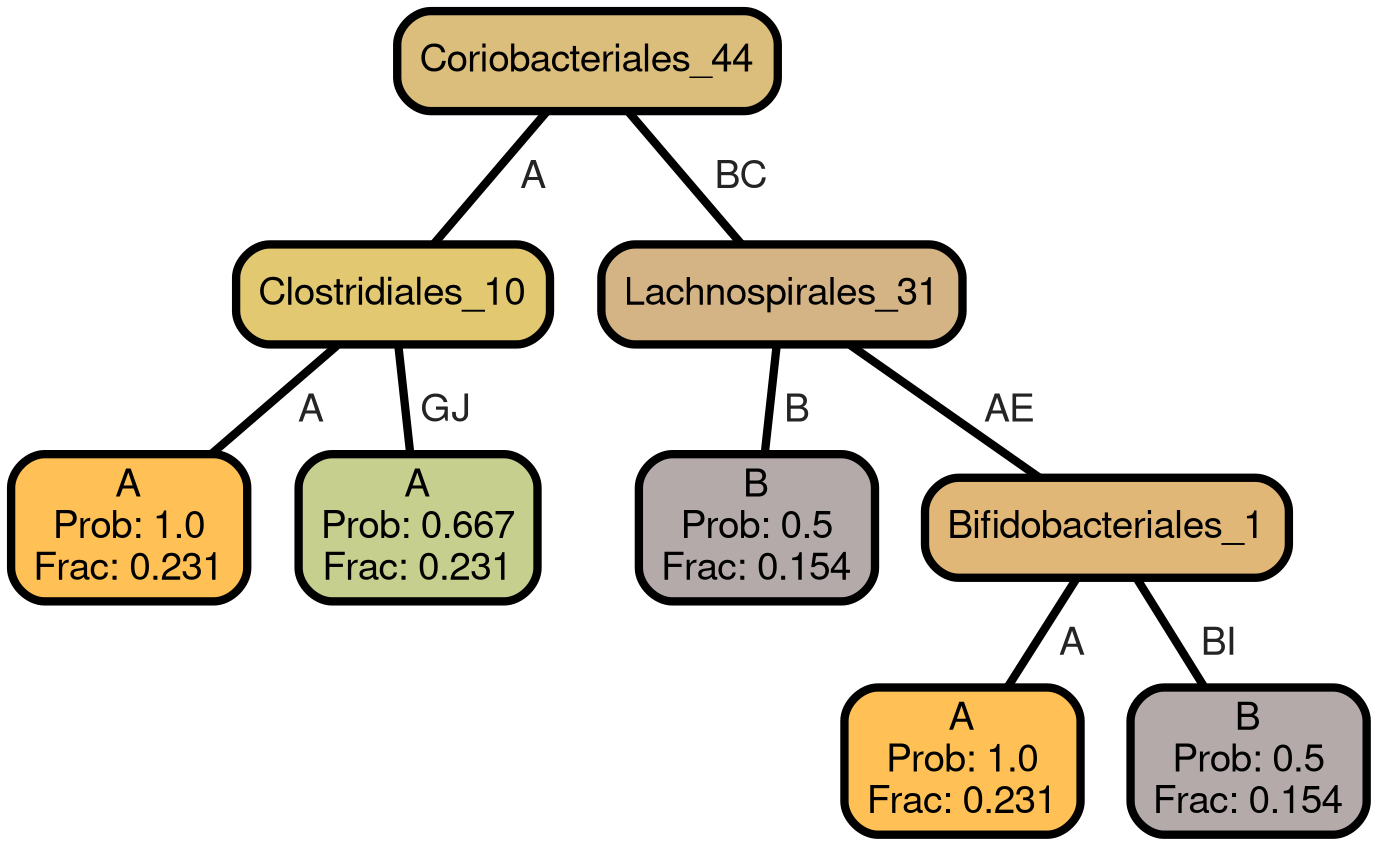 Coriobacteriales_44
A
BC
Clostridiales_10
Lachnospirales_31
A
GJ
B
AE
A
Prob: 1.0
Frac: 0.231
A
Prob: 0.667
Frac: 0.231
B
Prob: 0.5
Frac: 0.154
Bifidobacteriales_1
A
BI
A
Prob: 1.0
Frac: 0.231
B
Prob: 0.5
Frac: 0.154